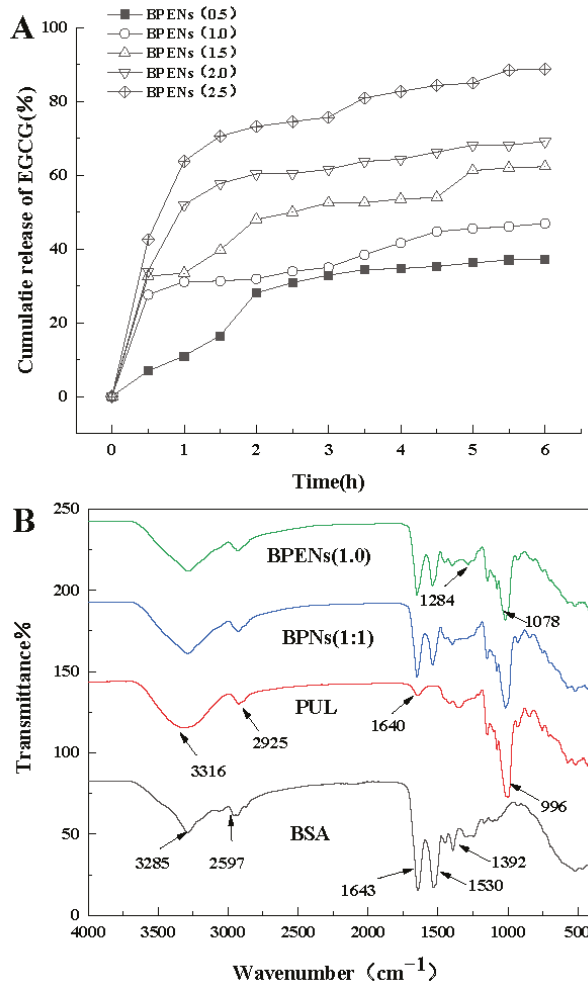 A
BPENs (0.5)
BPENs (1.0)
BPENs (1.5)
BPENs (2.0)
BPENs (2.5)
Cumulatie release of EGCG(%)
100
80
60
40
20
0
0 1 2 3 4 5 6
Time(h)
B
BPENs(1.0)
1284
1078
BPNs(1:1)
PUL
1640
3316
2925
996
BSA
3285
2597
1643
1530
1392
Transmittance%
250
200
150
100
50
0
4000 3500 3000 2500 2000 1500 1000 500
Wavenumber （cm⁻¹）